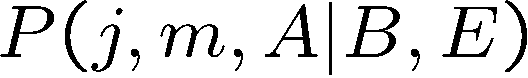 P(j, m, A|B, E)